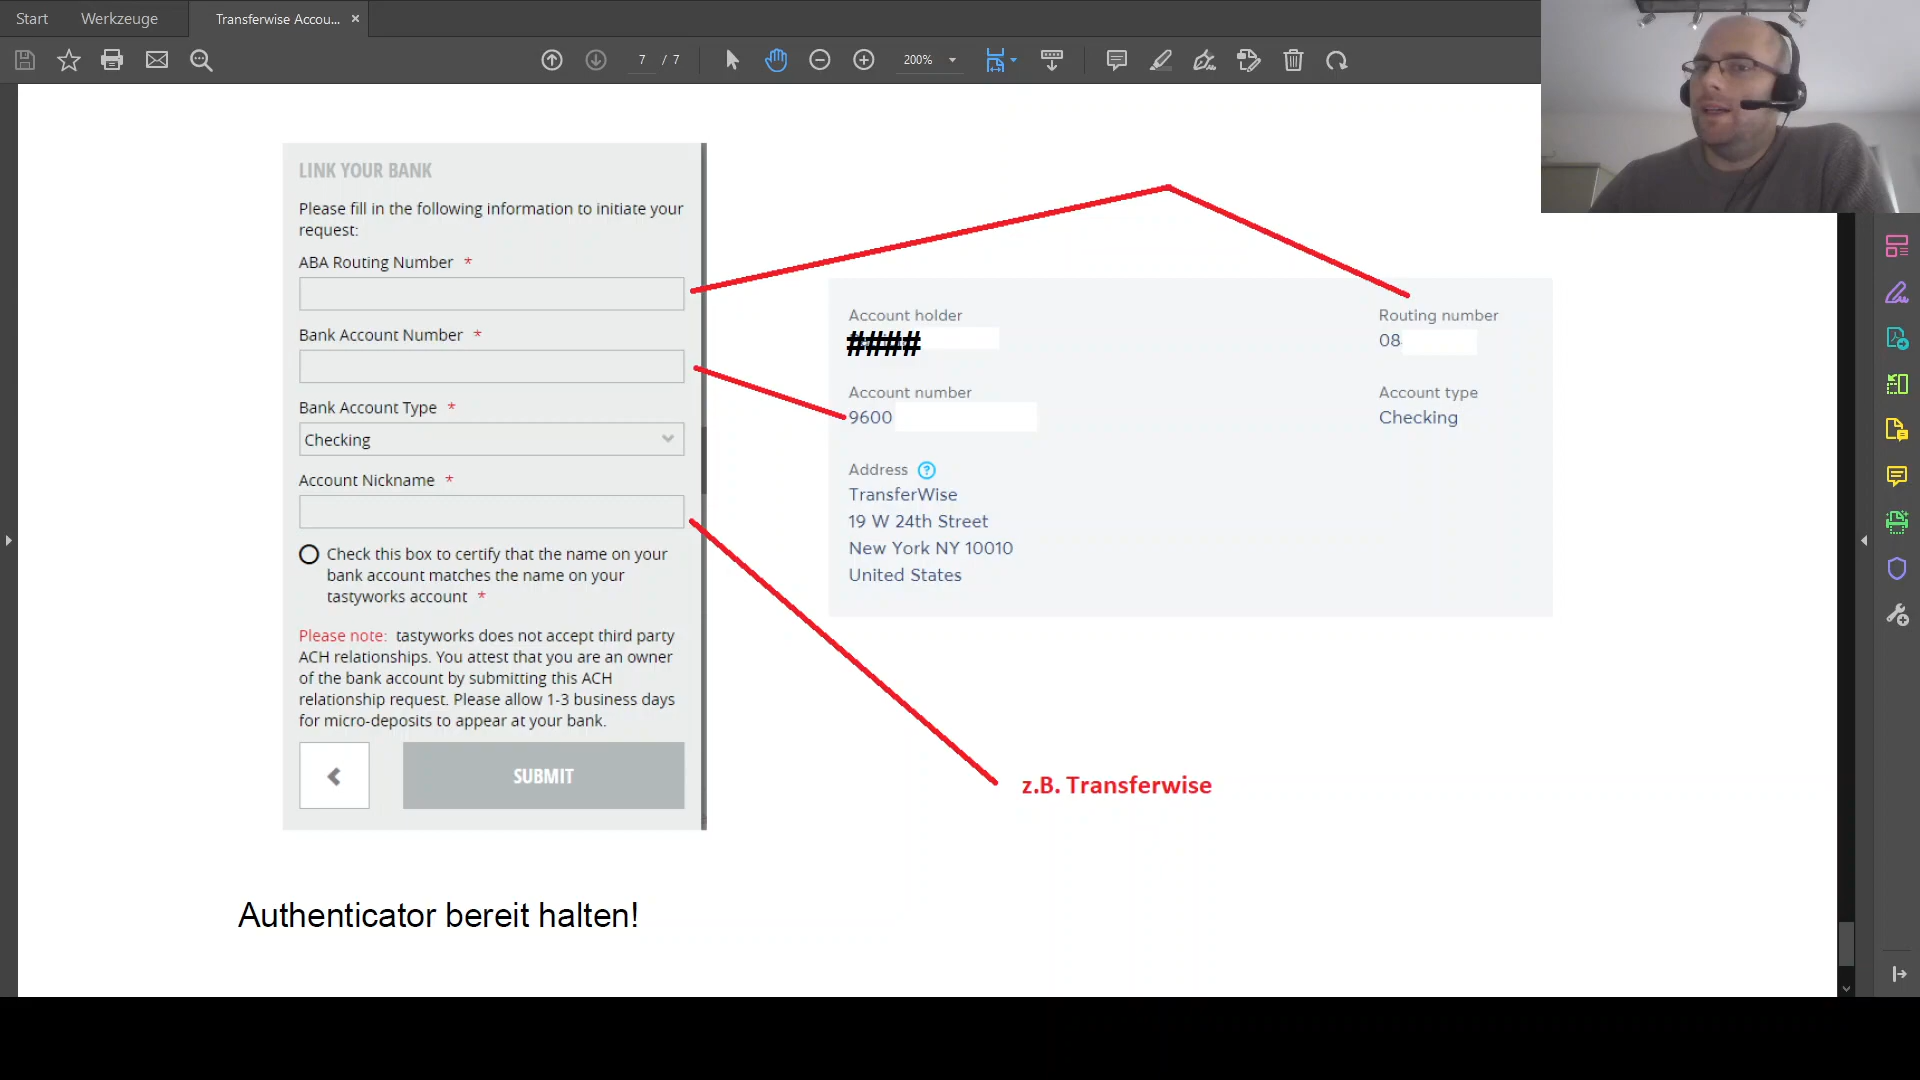 Start
Werkzeuge
Transferwise Accou...
7 / 7
200%
LINK YOUR BANK
Please fill in the following information to initiate your
request:
ABA Routing Number *
Bank Account Number *
Bank Account Type *
Checking
Account Nickname *
Check this box to certify that the name on your
bank account matches the name on your
tastyworks account *
Please note: tastyworks does not accept third party
ACH relationships. You attest that you are an owner
of the bank account by submitting this ACH
relationship request. Please allow 1-3 business days
for micro-deposits to appear at your bank.
SUBMIT
Account holder
####
Routing number
08
Account number
9600
Account type
Checking
Address ?
TransferWise
19 W 24th Street
New York NY 10010
United States
z.B. Transferwise
Authenticator bereit halten!